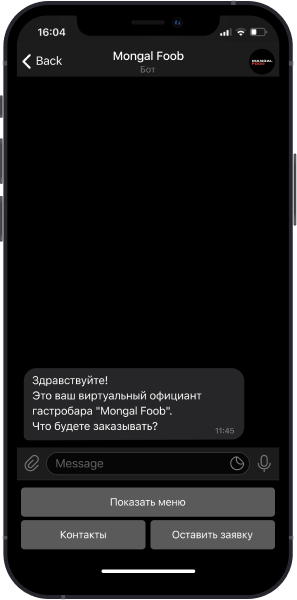 16:04
Back
Mongal Foob
Бот
MANGAL
FOOB
Здравствуйте!
Это ваш виртуальный официант
гастробара "Mongal Foob".
Что будете заказывать?
11:45
Message
Показать меню
Контакты
Оставить заявку